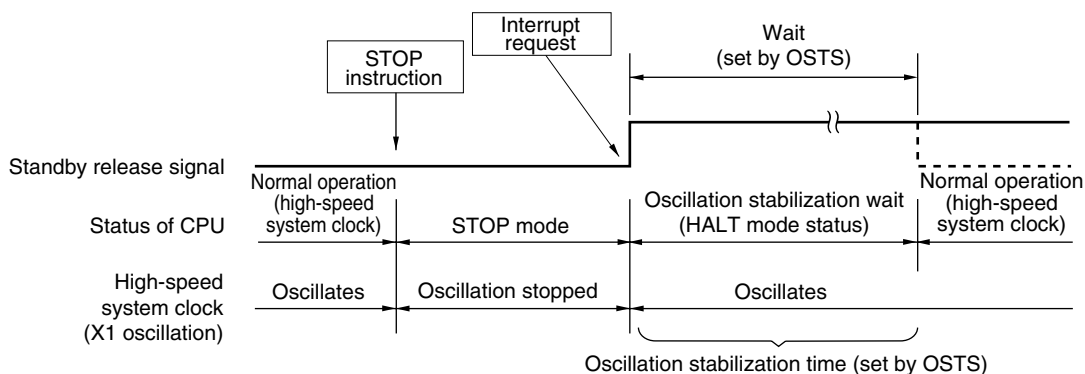 Interrupt
request
Wait
(set by OSTS)
STOP
instruction
Standby release signal
Normal operation
(high-speed
system clock)
Oscillation stabilization wait
(HALT mode status)
Normal operation
(high-speed
system clock)
Status of CPU
STOP mode
High-speed
system clock
(X1 oscillation)
Oscillates
Oscillation stopped
Oscillates
Oscillation stabilization time (set by OSTS)